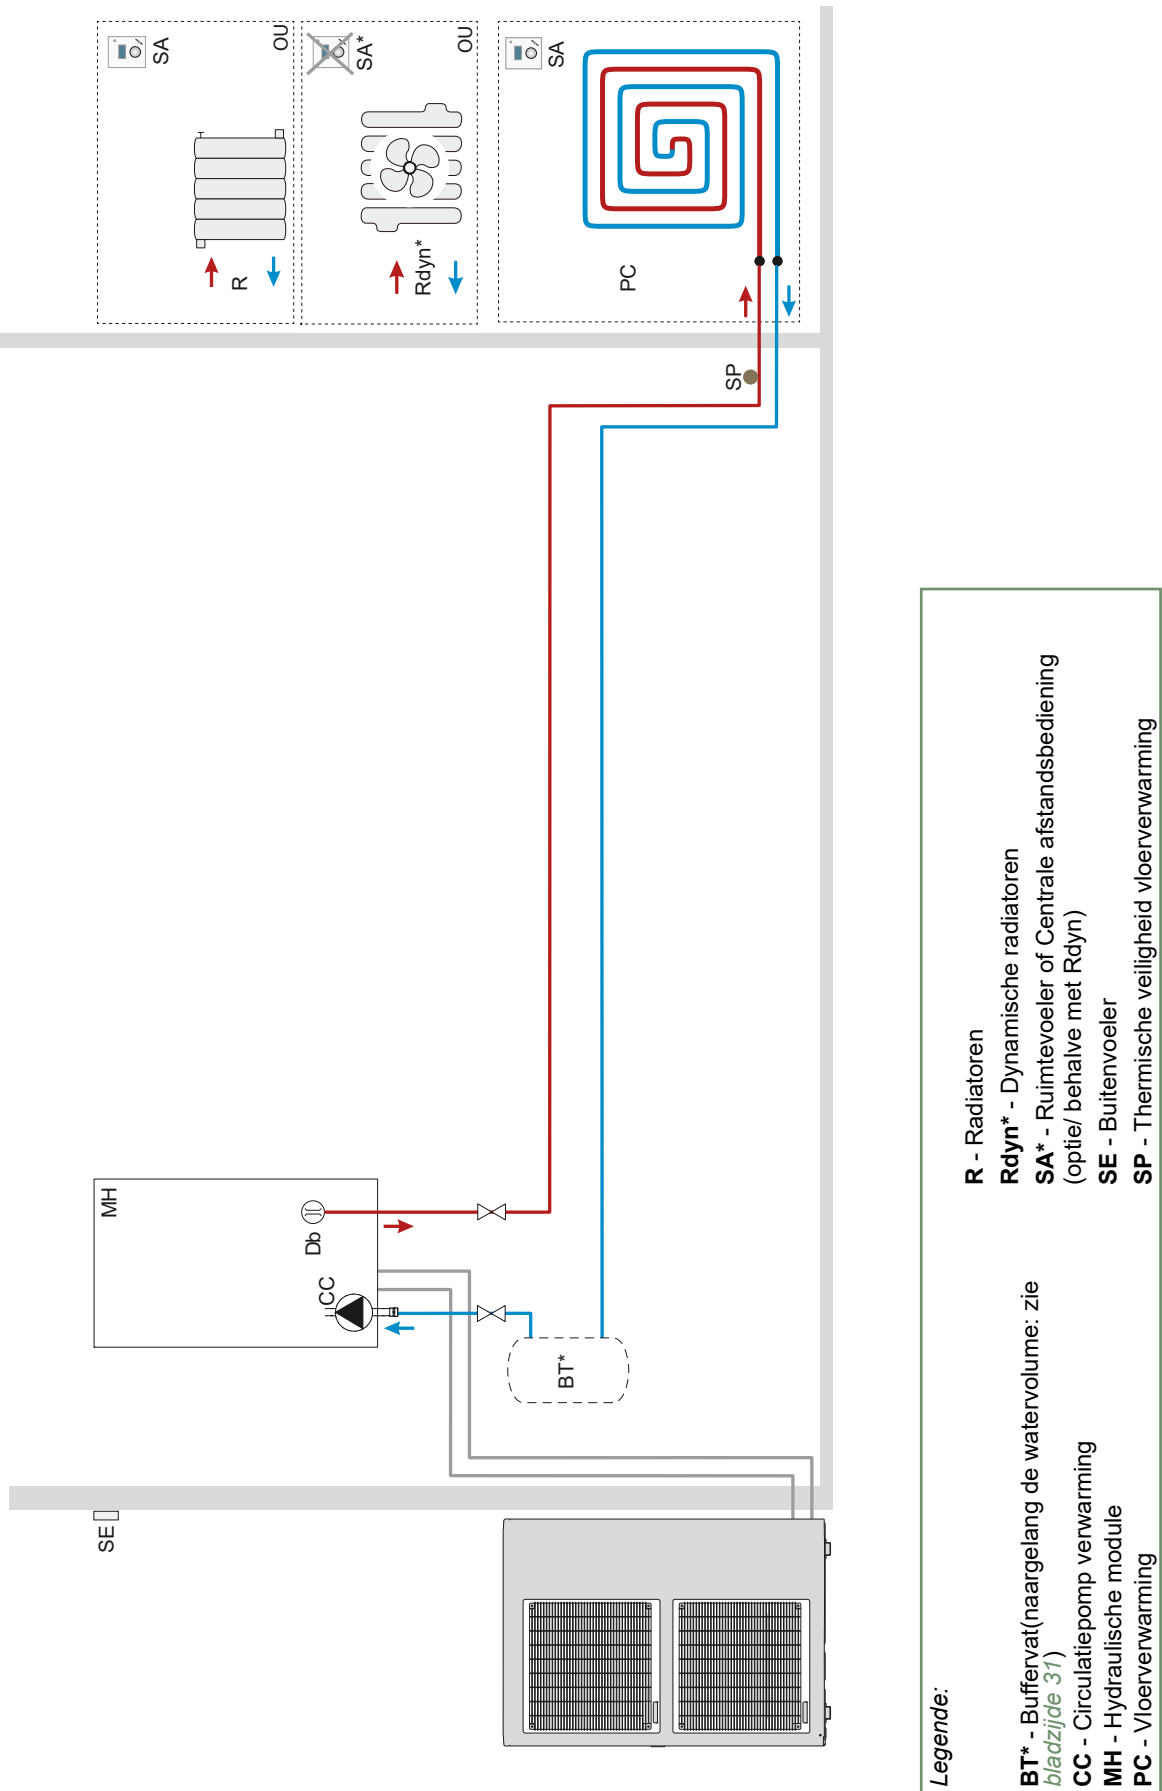 SE
MH
CC
Db
BT*
SP
SA
R
OU
SA*
Rdyn*
OU
SA
PC
Legende:
BT* - Buffervat(naargelang de watervolume: zie
bladzijde 31)
CC - Circulatiepomp verwarming
MH - Hydraulische module
PC - Vloerverwarming
R - Radiatoren
Rdyn* - Dynamische radiatoren
SA* - Ruimtevoeler of Centrale afstandsbediening
(optie/ behalve met Rdyn)
SE - Buitenvoeler
SP - Thermische veiligheid vloerverwarming